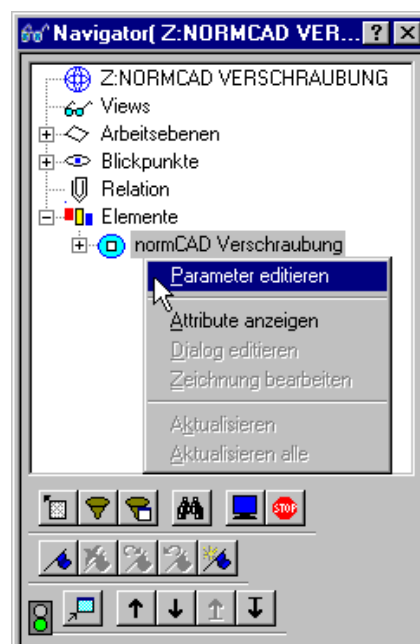 Navigator( Z:NORMCAD VER... ? ×
Z:NORMCAD VERSCHRAUBUNG
Views
Arbeitsebenen
Blickpunkte
Relation
Elemente
normCAD Verschraubung
Parameter editieren
Attribute anzeigen
Dialog editieren
Zeichnung bearbeiten
Aktualisieren
Aktualisieren alle
STOP